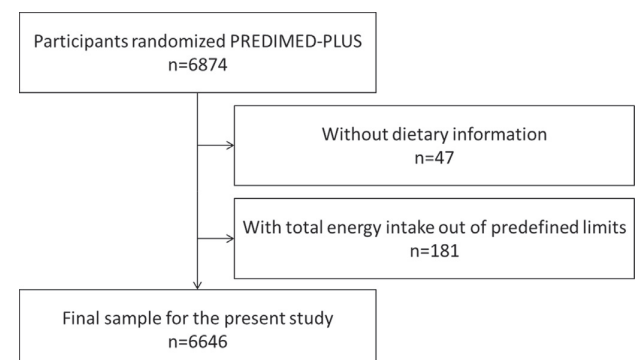 Participants randomized PREDIMED-PLUS
n=6874
Without dietary information
n=47
With total energy intake out of predefined limits
n=181
Final sample for the present study
n=6646